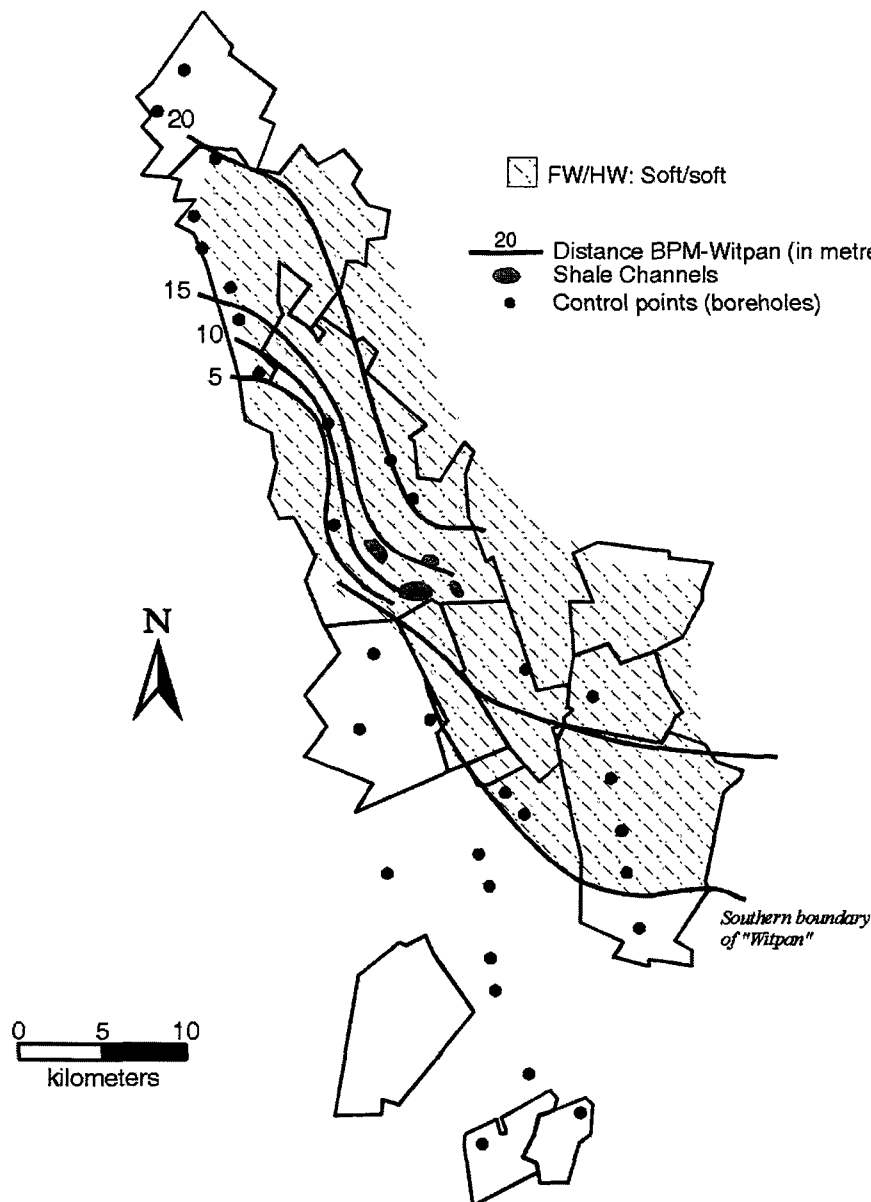 20
FW/HW: Soft/soft
20
Distance BPM-Witpan (in metre
Shale Channels
15
Control points (boreholes)
10
5
N
Southern boundary
of "Witpan"
0 5 10
kilometers